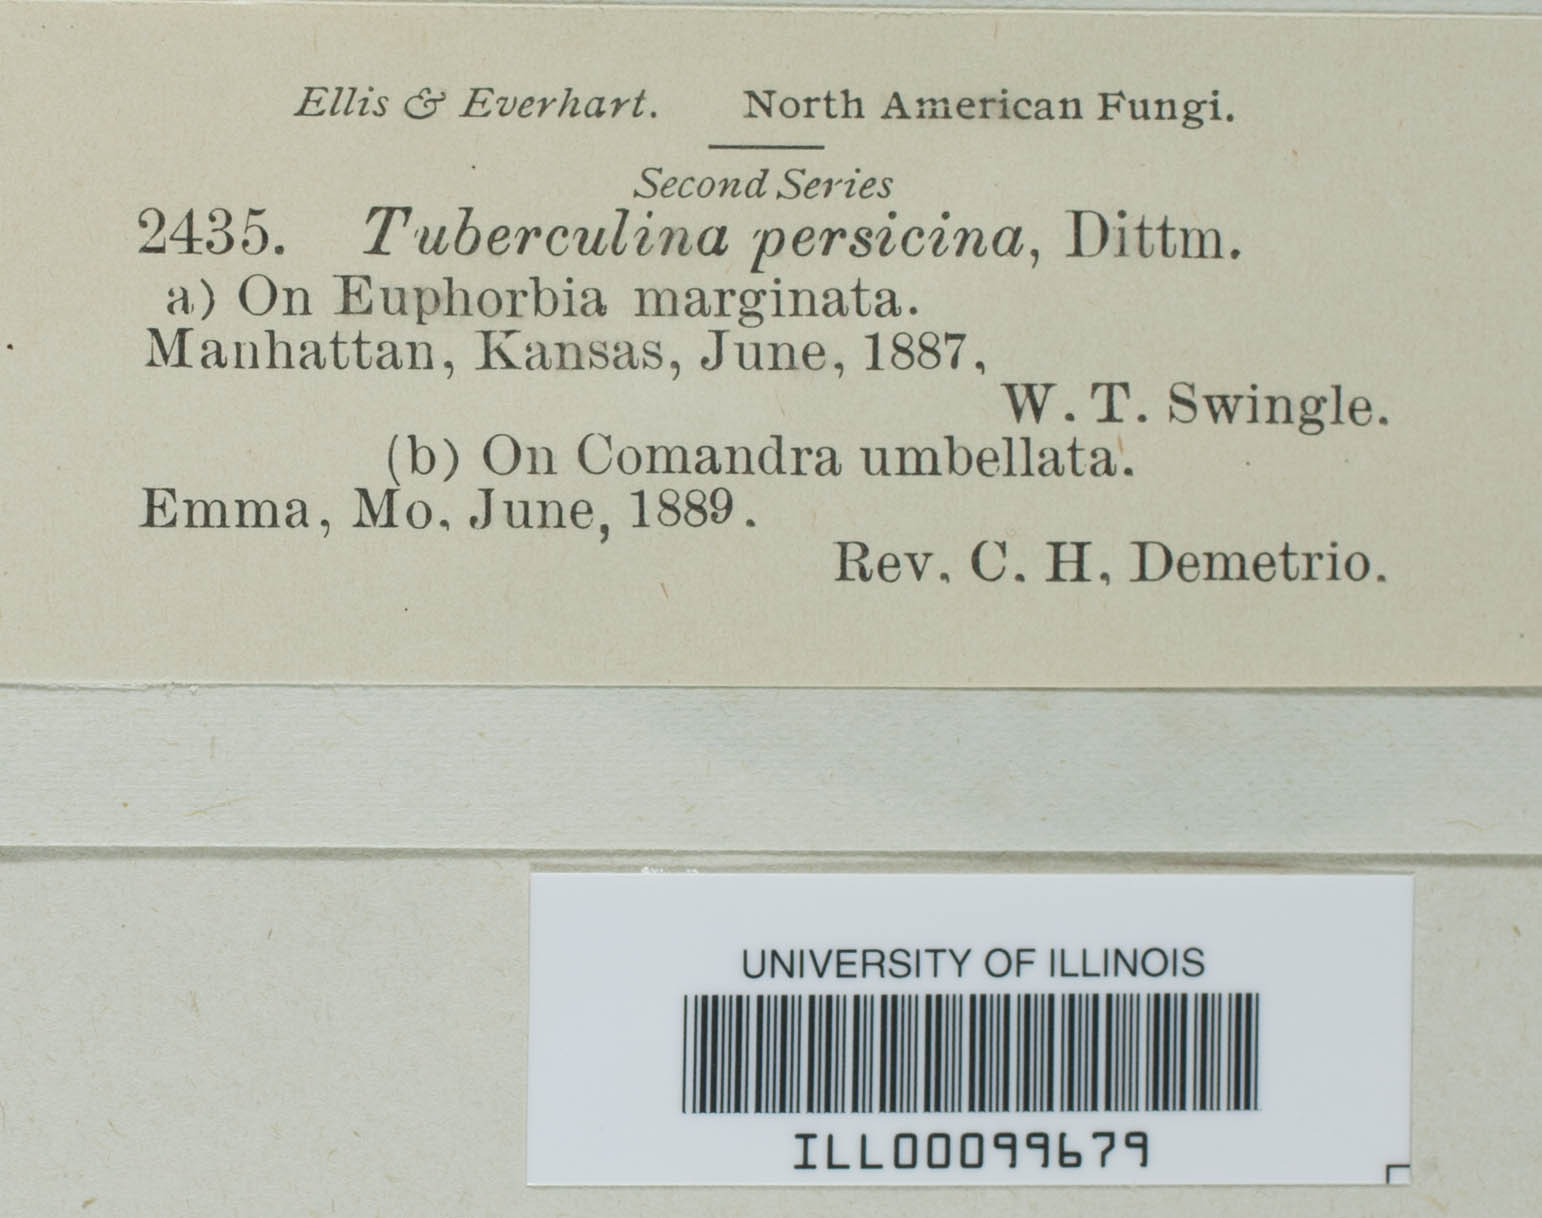 Ellis & Everhart. North American Fungi.
Second Series
2435. Tuberculina persicina, Dittm.
a) On Euphorbia marginata.
Manhattan, Kansas, June, 1887,
W. T. Swingle.
(b) On Comandra umbellata.
Emma, Mo. June, 1889.
Rev. C. H. Demetrio.
UNIVERSITY OF ILLINOIS
ILL00099679